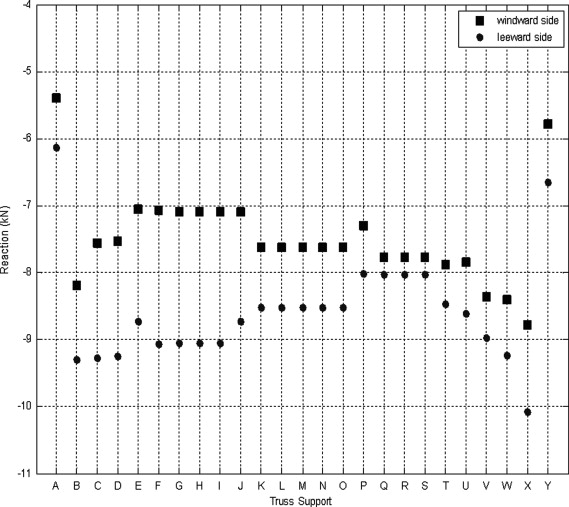 -4
windward side
leeward side
-5
-6
-7
-8
-9
-10
-11
Reaction (kN)
A B C D E F G H I J K L M N O P Q R S T U V W X Y
Truss Support